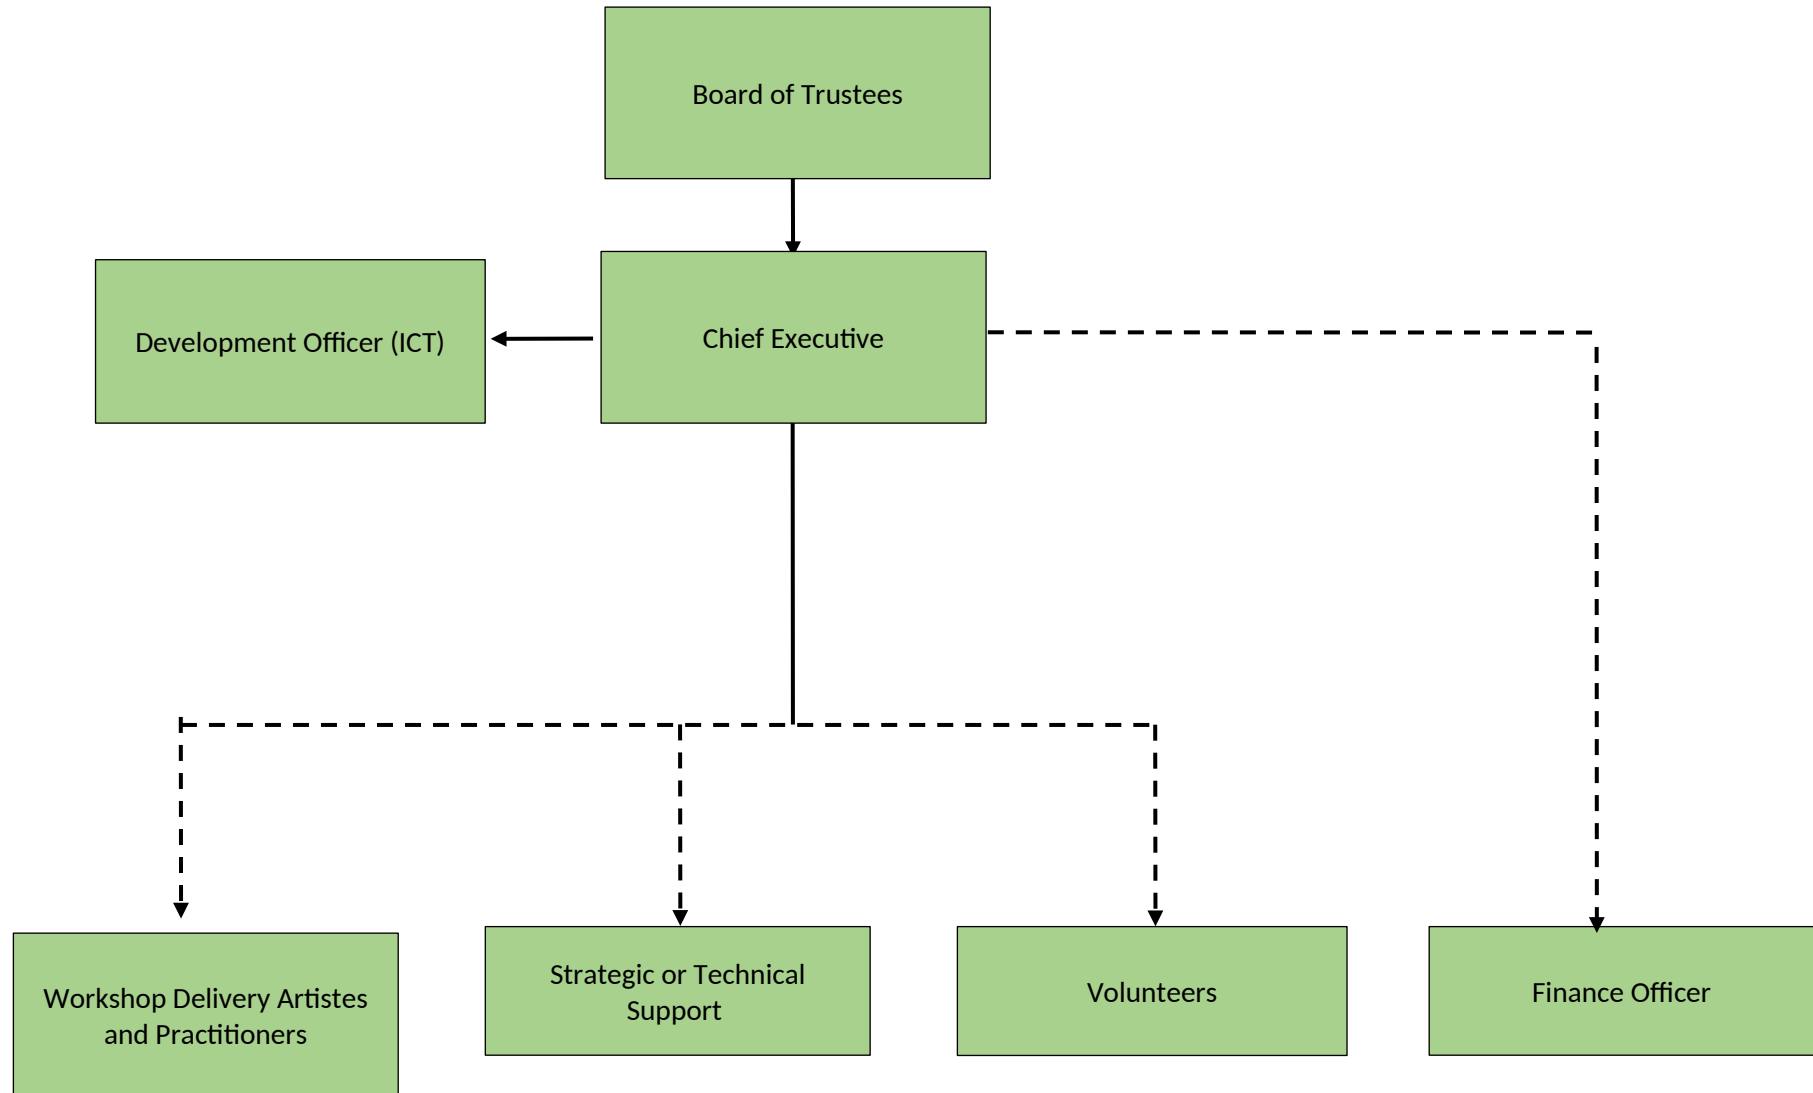 Board of Trustees
Development Officer (ICT)
Chief Executive
Workshop Delivery Artistes
and Practitioners
Strategic or Technical
Support
Volunteers
Finance Officer